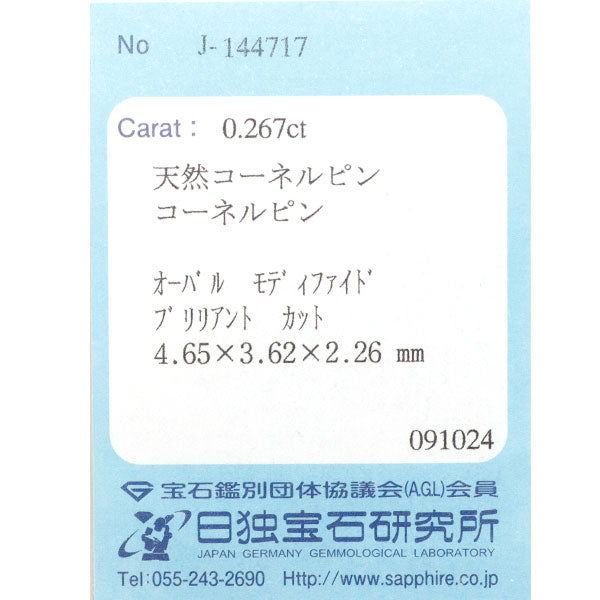 No J-144717
Carat: 0.267ct
天然コーネルピン
コーネルピン
ｵｰﾊﾞﾙ ﾓﾃﾞｨﾌｧｲﾄﾞ
ﾌﾞﾘﾘｱﾝﾄ ｶｯﾄ
4.65×3.62×2.26 mm
091024
宝石鑑別団体協議会(A.G.L)会員
日独宝石研究所
JAPAN GERMANY GEMMOLOGICAL LABORATORY
Tel:055-243-2690 Http://www.sapphire.co.jp